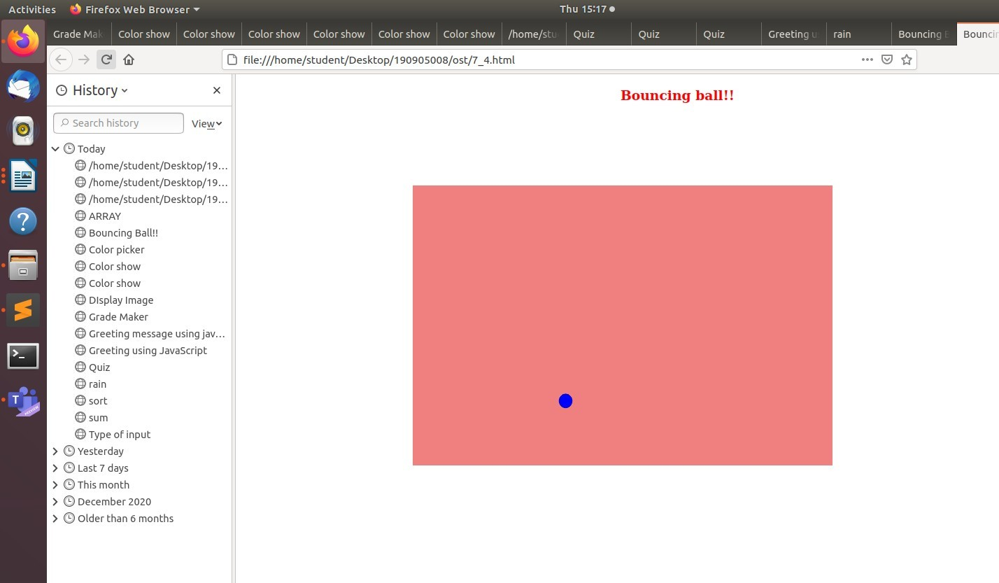 Activities Firefox Web Browser Thu 15:17
Grade Mak Color show Color show Color show Color show Color show Color show /home/stu Quiz Quiz Quiz Greeting u rain Bouncing B Bouncin
file:///home/student/Desktop/190905008/ost/7_4.html
History
Search history View
Today
/home/student/Desktop/19...
/home/student/Desktop/19...
/home/student/Desktop/19...
ARRAY
Bouncing Ball!!
Color picker
Color show
Color show
DIsplay Image
Grade Maker
Greeting message using jav...
Greeting using JavaScript
Quiz
rain
sort
sum
Type of input
Yesterday
Last 7 days
This month
December 2020
Older than 6 months
Bouncing ball!!